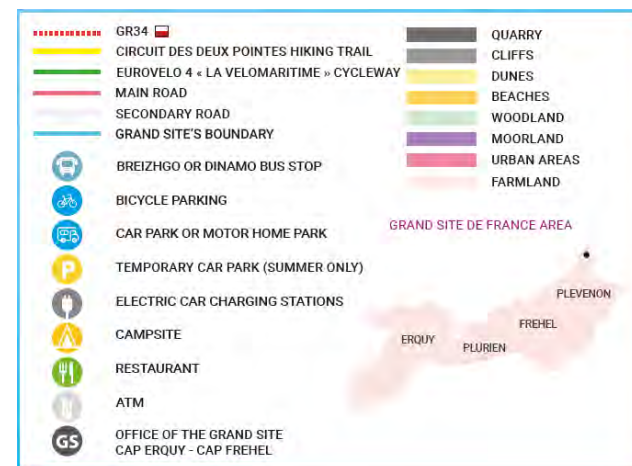 GR34
CIRCUIT DES DEUX POINTES HIKING TRAIL
EUROVELO 4 « LA VELOMARITIME » CYCLEWAY
MAIN ROAD
SECONDARY ROAD
GRAND SITE'S BOUNDARY
BREIZHGO OR DINAMO BUS STOP
BICYCLE PARKING
CAR PARK OR MOTOR HOME PARK
P
TEMPORARY CAR PARK (SUMMER ONLY)
ELECTRIC CAR CHARGING STATIONS
CAMPSITE
RESTAURANT
ATM
GS
OFFICE OF THE GRAND SITE
CAP ERQUY - CAP FREHEL
QUARRY
CLIFFS
DUNES
BEACHES
WOODLAND
MOORLAND
URBAN AREAS
FARMLAND
GRAND SITE DE FRANCE AREA
PLEVENON
FREHEL
ERQUY
PLURIEN